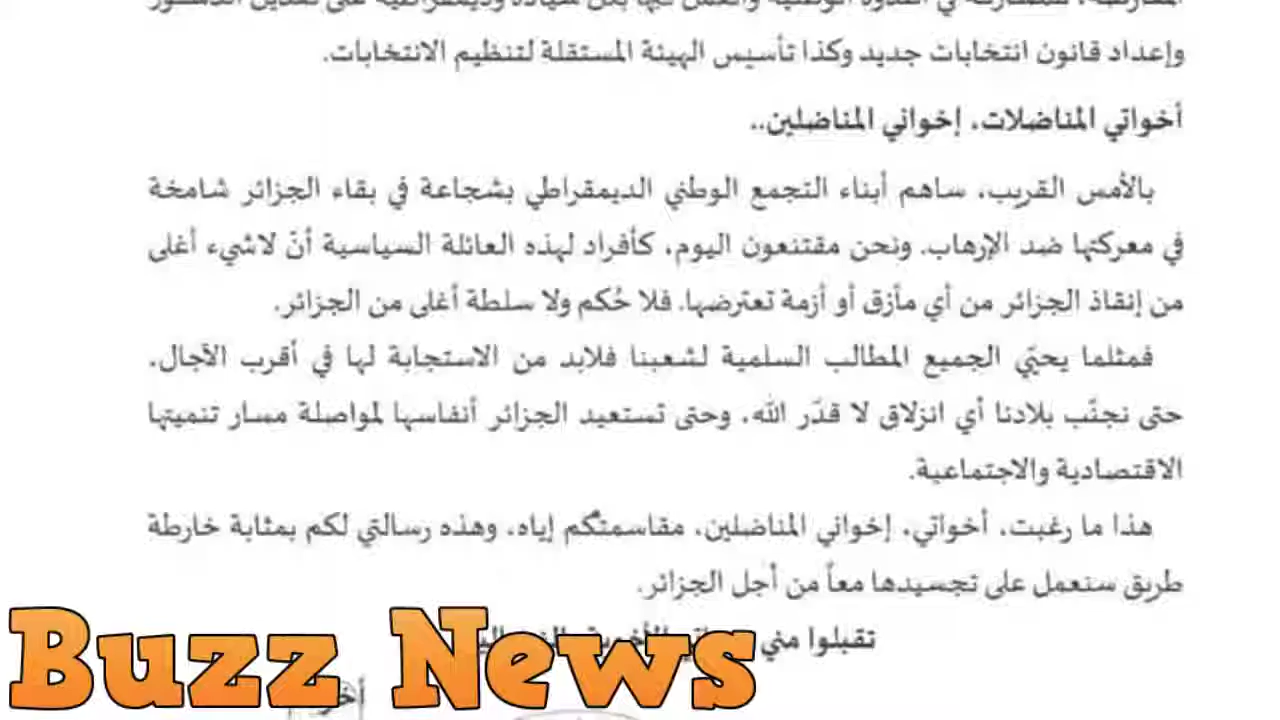 وإعداد قانون انتخابات جديد وكذا تأسيس الهيئة المستقلة لتنظيم الانتخابات.
أخواتي المناضلات، إخواني المناضلين..
بالأمس القريب، ساهم أبناء التجمع الوطني الديمقراطي بشجاعة في بقاء الجزائر شامخة
في معركتها ضد الإرهاب. ونحن مقتنعون اليوم، كأفراد لهذه العائلة السياسية أنّ لاشيء أغلى
من إنقاذ الجزائر من أي مأزق أو أزمة تعترضها. فلا حُكم ولا سلطة أغلى من الجزائر.
فمثلما يحيّي الجميع المطالب السلمية لشعبنا فلابد من الاستجابة لها في أقرب الآجال،
حتى نجنّب بلادنا أي انزلاق لا قدّر الله، وحتى تستعيد الجزائر أنفاسها لمواصلة مسار تنميتها
الاقتصادية والاجتماعية.
هذا ما رغبت، أخواتي، إخواني المناضلين، مقاسمتكم إياه، وهذه رسالتي لكم بمثابة خارطة
طريق سنعمل على تجسيدها معاً من أجل الجزائر.
تقبلوا مني
Buzz News